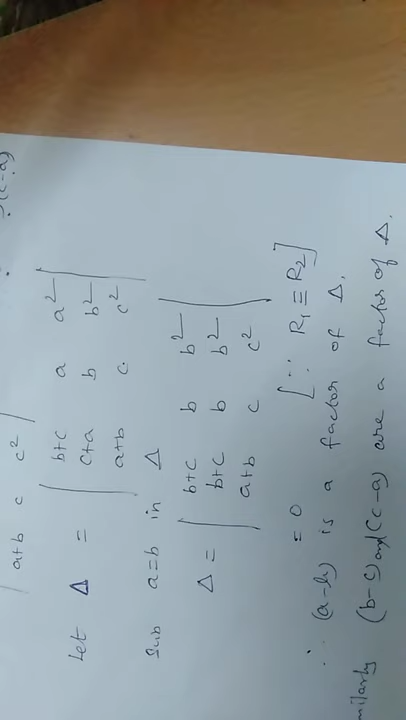 (c-a)
| a+b c c² |
Let Δ = | b+c a a² |
| c+a b b² |
| a+b c c² |
Sub a=b in Δ
Δ = | b+c b b² |
| b+c b b² |
| a+b c c² |
= 0 [∵ R₁ ≡ R₂]
∴ (a-b) is a factor of Δ.
milarly (b-c) and (c-a) are a factor of Δ.